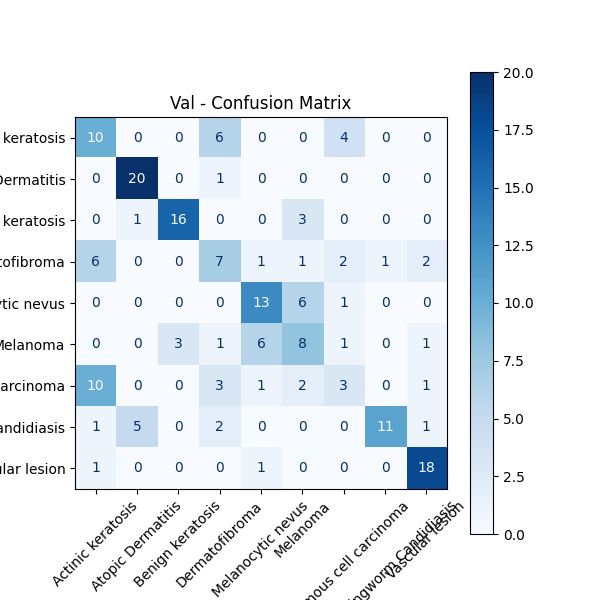 Val - Confusion Matrix
keratosis 10 0 0 6 0 0 4 0 0
Dermatitis 0 20 0 1 0 0 0 0 0
keratosis 0 1 16 0 0 3 0 0 0
tofibroma 6 0 0 7 1 1 2 1 2
ytic nevus 0 0 0 0 13 6 1 0 0
Melanoma 0 0 3 1 6 8 1 0 1
arcinoma 10 0 0 3 1 2 3 0 1
andidiasis 1 5 0 2 0 0 0 11 1
ular lesion 1 0 0 0 1 0 0 0 18
Actinic keratosis
Atopic Dermatitis
Benign keratosis
Dermatofibroma
Melanocytic nevus
Melanoma
mous cell carcinoma
ngworm Candidiasis
Vascular lesion
20.0
17.5
15.0
12.5
10.0
7.5
5.0
2.5
0.0